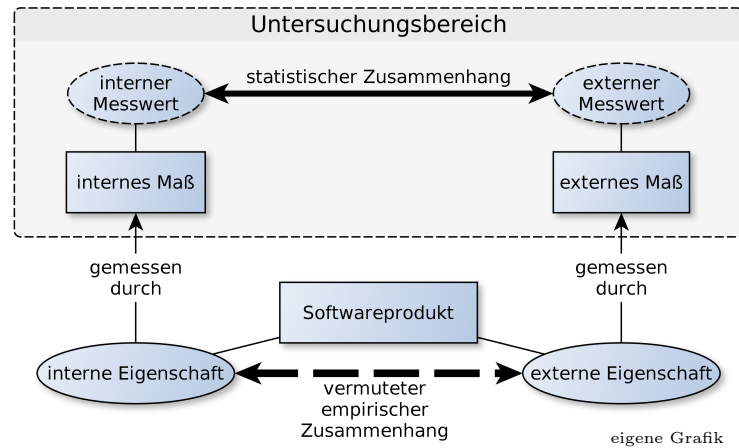 Untersuchungsbereich
interner
Messwert
statistischer Zusammenhang
externer
Messwert
internes Maß
externes Maß
gemessen
durch
gemessen
durch
Softwareprodukt
interne Eigenschaft
externe Eigenschaft
vermuteter
empirischer
Zusammenhang
eigene Grafik